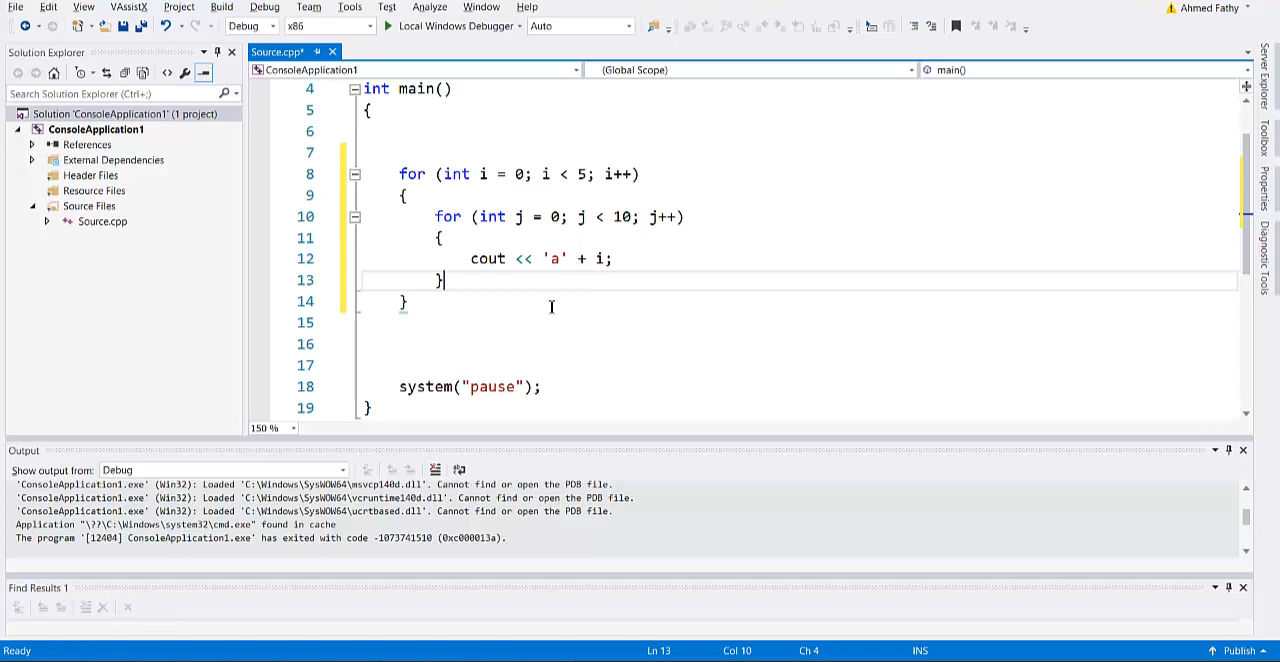 File Edit View VAssistX Project Build Debug Team Tools Test Analyze Window Help Ahmed Fathy
Debug x86 Local Windows Debugger Auto
Solution Explorer
Search Solution Explorer (Ctrl+;)
Solution 'ConsoleApplication1' (1 project)
ConsoleApplication1
References
External Dependencies
Header Files
Resource Files
Source Files
Source.cpp
Source.cpp*
ConsoleApplication1 (Global Scope) main()
4 int main()
5 {
6
7
8 for (int i = 0; i < 5; i++)
9 {
10 for (int j = 0; j < 10; j++)
11 {
12 cout << 'a' + i;
13 }
14 }
15
16
17
18 system("pause");
19 }
150 %
Server Explorer
Toolbox
Properties
Diagnostic Tools
Output
Show output from: Debug
'ConsoleApplication1.exe' (Win32): Loaded 'C:\Windows\SysWOW64\msvcp140d.dll'. Cannot find or open the PDB file.
'ConsoleApplication1.exe' (Win32): Loaded 'C:\Windows\SysWOW64\vcruntime140d.dll'. Cannot find or open the PDB file.
'ConsoleApplication1.exe' (Win32): Loaded 'C:\Windows\SysWOW64\ucrtbased.dll'. Cannot find or open the PDB file.
Application "\??\C:\Windows\system32\cmd.exe" found in cache
The program '[12404] ConsoleApplication1.exe' has exited with code -1073741510 (0xc000013a).
Find Results 1
Ready Ln 13 Col 10 Ch 4 INS Publish